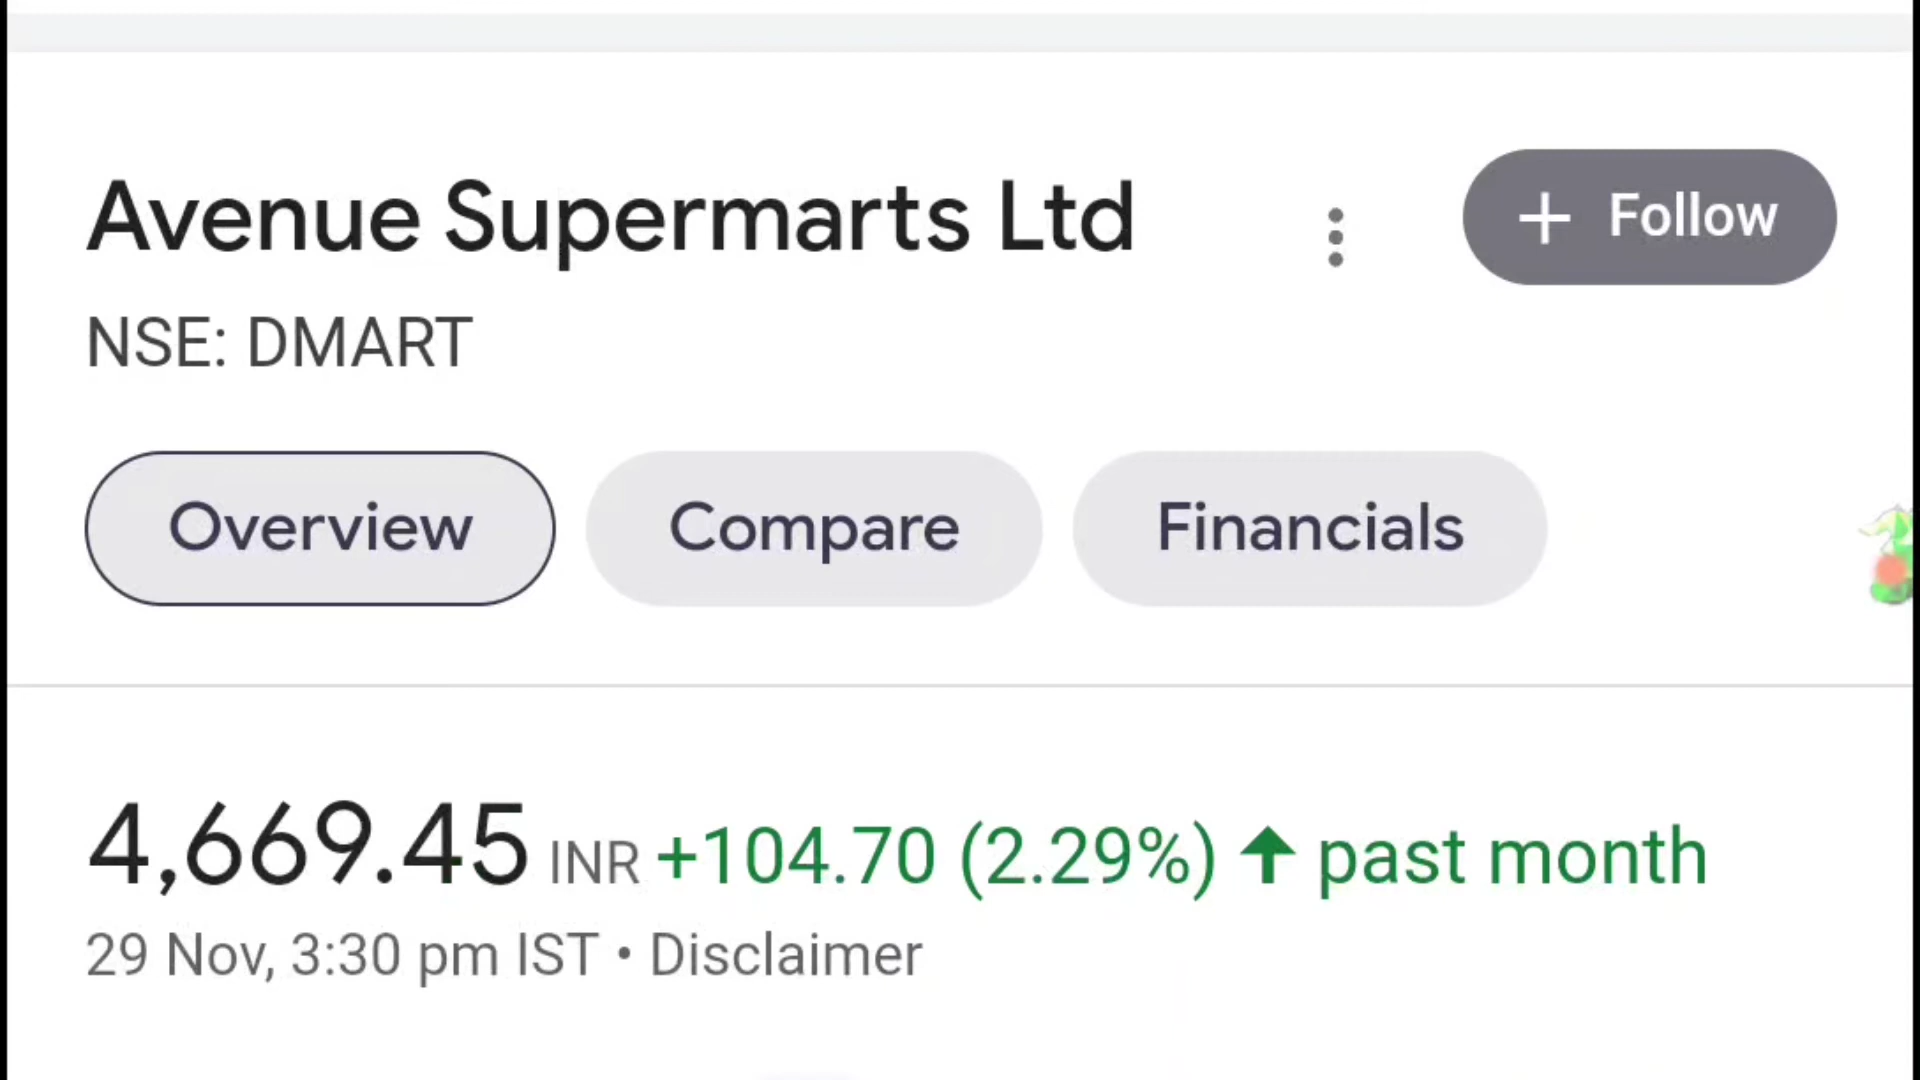 Avenue Supermarts Ltd
+ Follow
NSE: DMART
Overview
Compare
Financials
4,669.45 INR +104.70 (2.29%) ↑ past month
29 Nov, 3:30 pm IST • Disclaimer